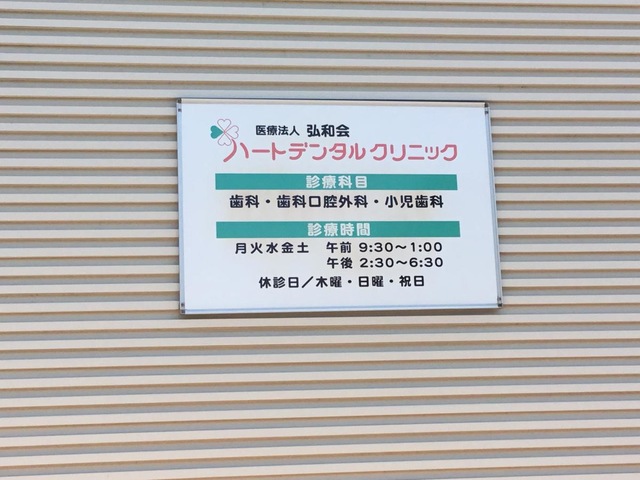 医療法人 弘和会
ハートデンタルクリニック
診療科目
歯科・歯科口腔外科・小児歯科
診療時間
月火水金土 午前 9:30～1:00
午後 2:30～6:30
休診日／木曜・日曜・祝日